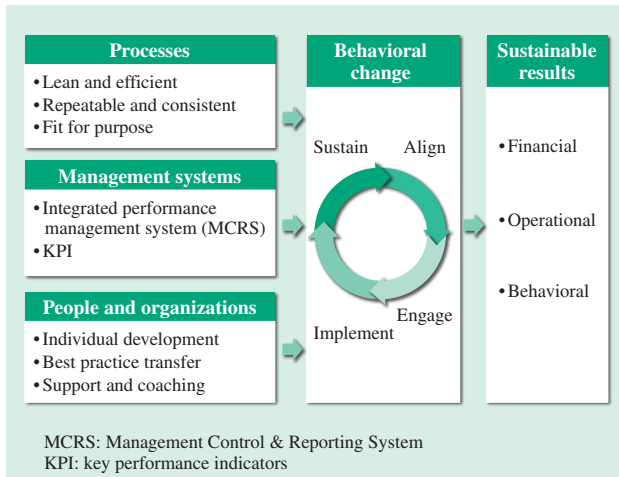 Processes
•Lean and efficient
•Repeatable and consistent
•Fit for purpose
Management systems
•Integrated performance
management system (MCRS)
•KPI
People and organizations
•Individual development
•Best practice transfer
•Support and coaching
Behavioral
change
Sustain Align
Implement Engage
Sustainable
results
•Financial
•Operational
•Behavioral
MCRS: Management Control & Reporting System
KPI: key performance indicators